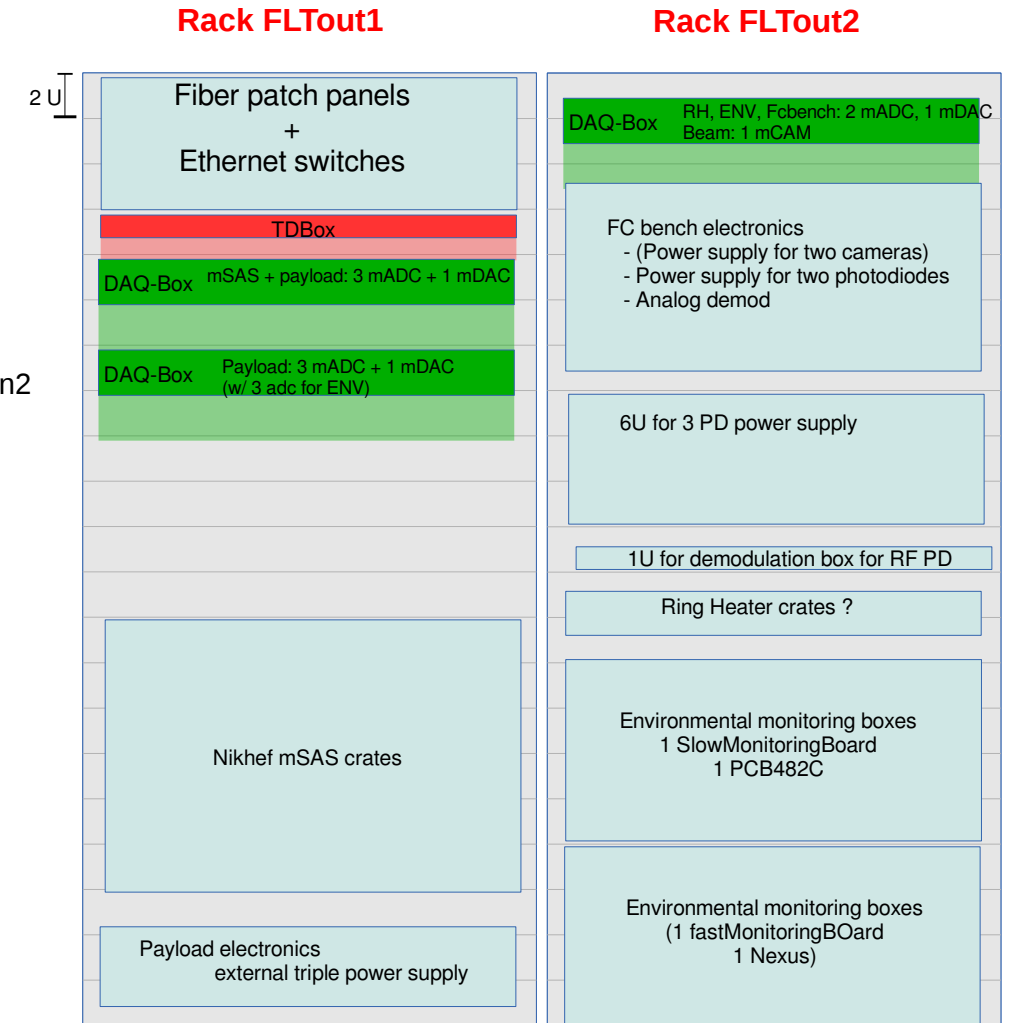 Rack FLTout1
Rack FLTout2
2 U
Fiber patch panels
+
Ethernet switches
TDBox
DAQ-Box mSAS + payload: 3 mADC + 1 mDAC
DAQ-Box Payload: 3 mADC + 1 mDAC
(w/ 3 adc for ENV)
n2
Nikhef mSAS crates
Payload electronics
external triple power supply
DAQ-Box RH, ENV, Fcbench: 2 mADC, 1 mDAC
Beam: 1 mCAM
FC bench electronics
- (Power supply for two cameras)
- Power supply for two photodiodes
- Analog demod
6U for 3 PD power supply
1U for demodulation box for RF PD
Ring Heater crates ?
Environmental monitoring boxes
1 SlowMonitoringBoard
1 PCB482C
Environmental monitoring boxes
(1 fastMonitoringBOard
1 Nexus)